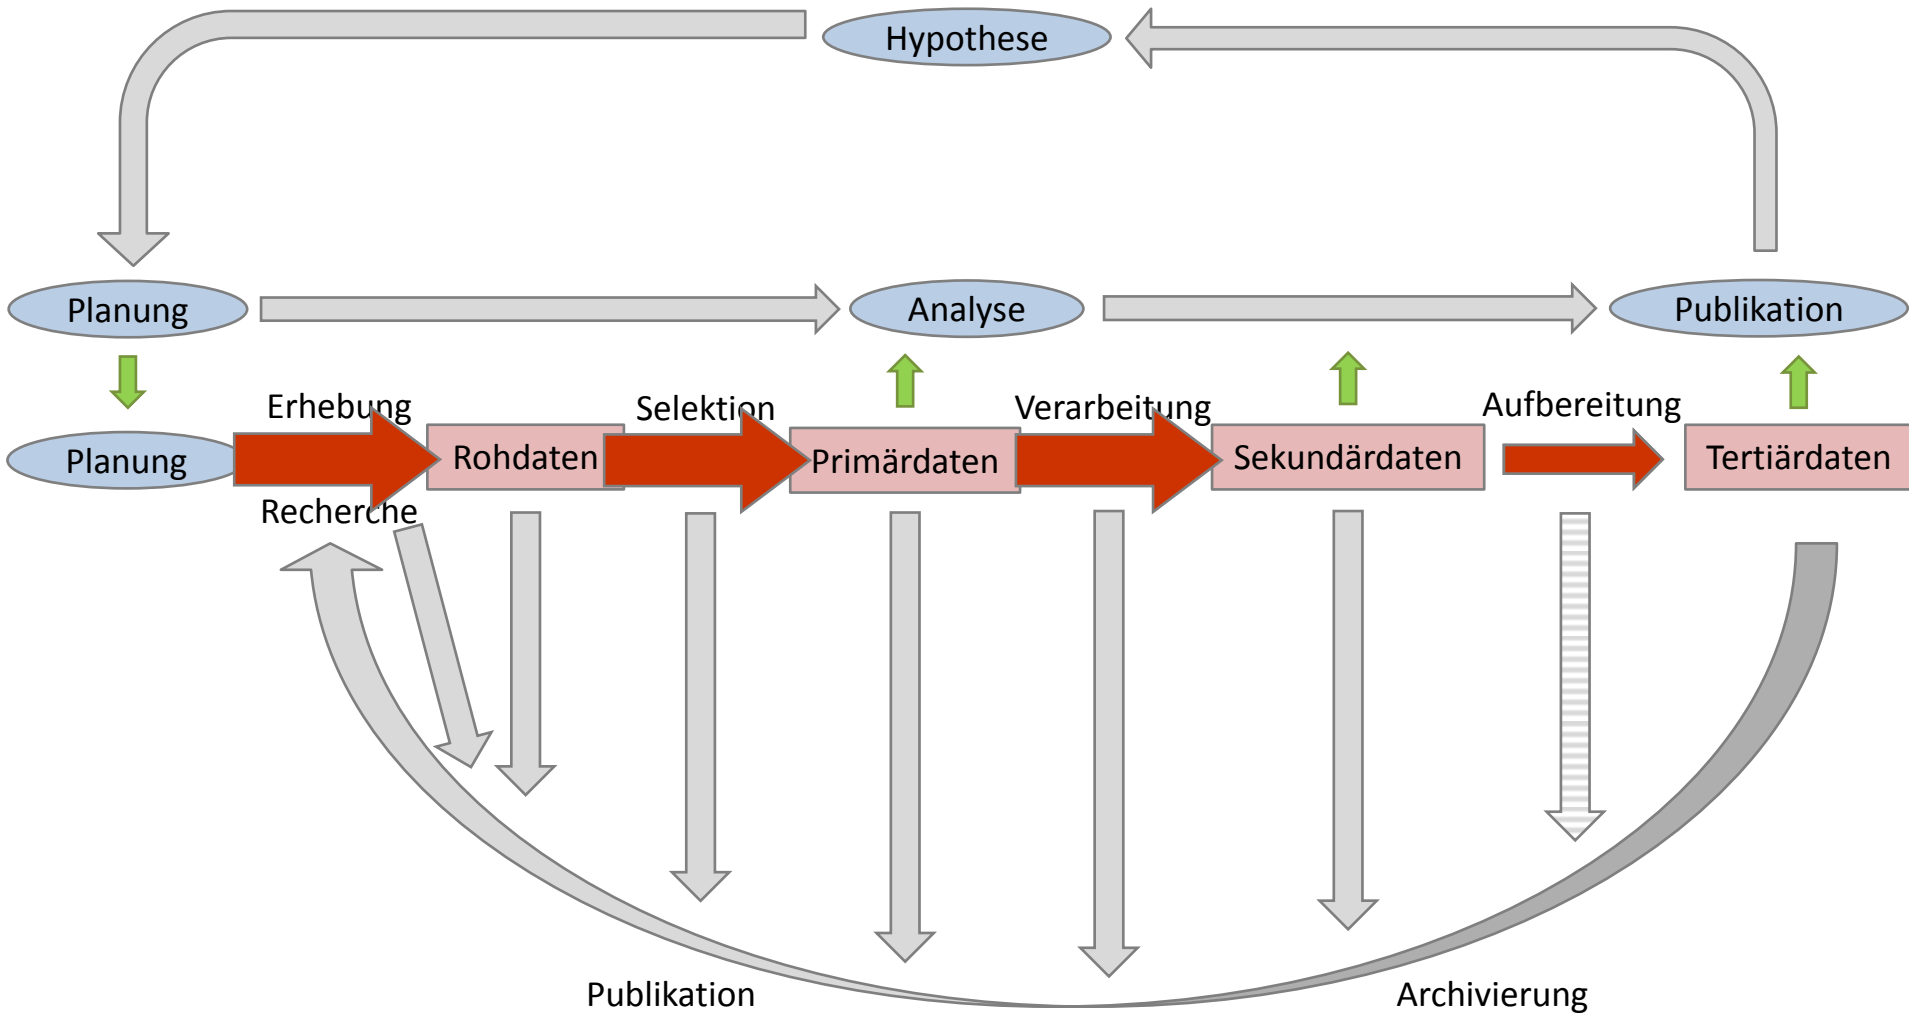 Hypothese
Planung
Analyse
Publikation
Erhebung
Selektion
Verarbeitung
Aufbereitung
Planung
Rohdaten
Primärdaten
Sekundärdaten
Tertiärdaten
Recherche
Publikation
Archivierung